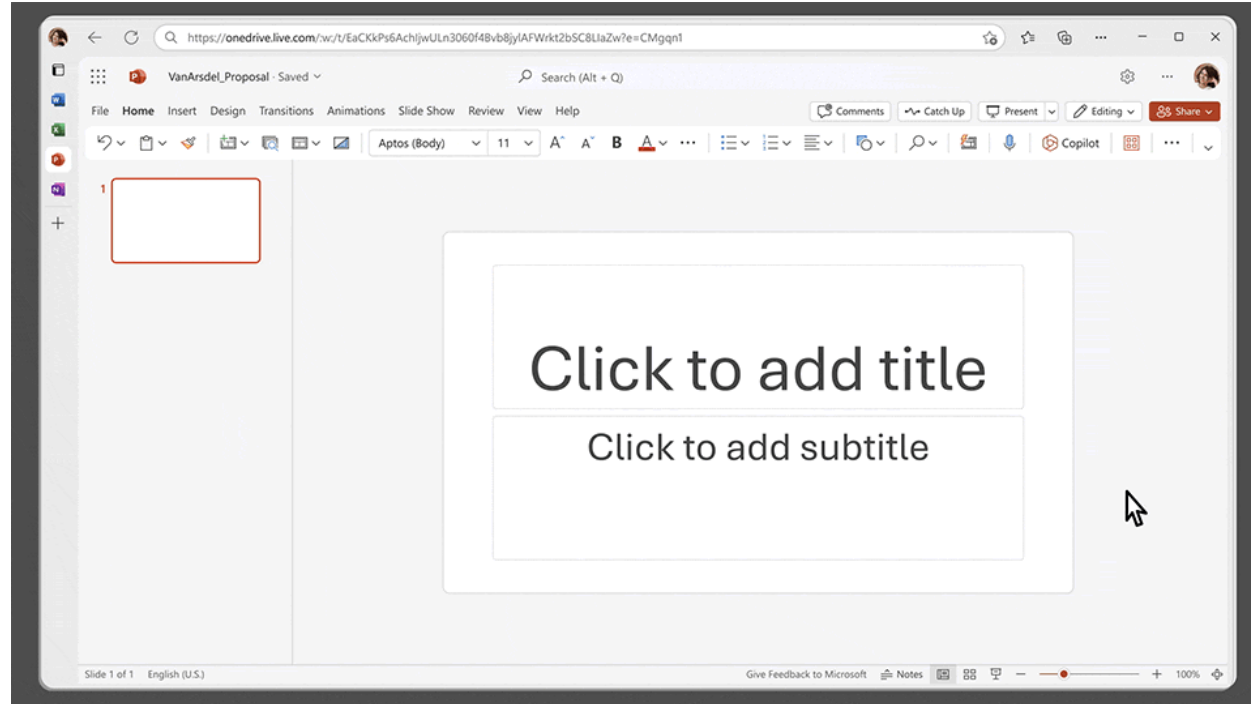 https://onedrive.live.com/:w:/t/EaCKkPs6AchljwULn3060f4Bvb8jylAFWrkt2bSC8LIaZw?e=CMgqn1
VanArsdel_Proposal - Saved
Search (Alt + Q)
File Home Insert Design Transitions Animations Slide Show Review View Help
Comments Catch Up Present Editing Share
Aptos (Body) 11 A A B A Copilot
1
Click to add title
Click to add subtitle
Slide 1 of 1 English (U.S.) Give Feedback to Microsoft Notes 100%